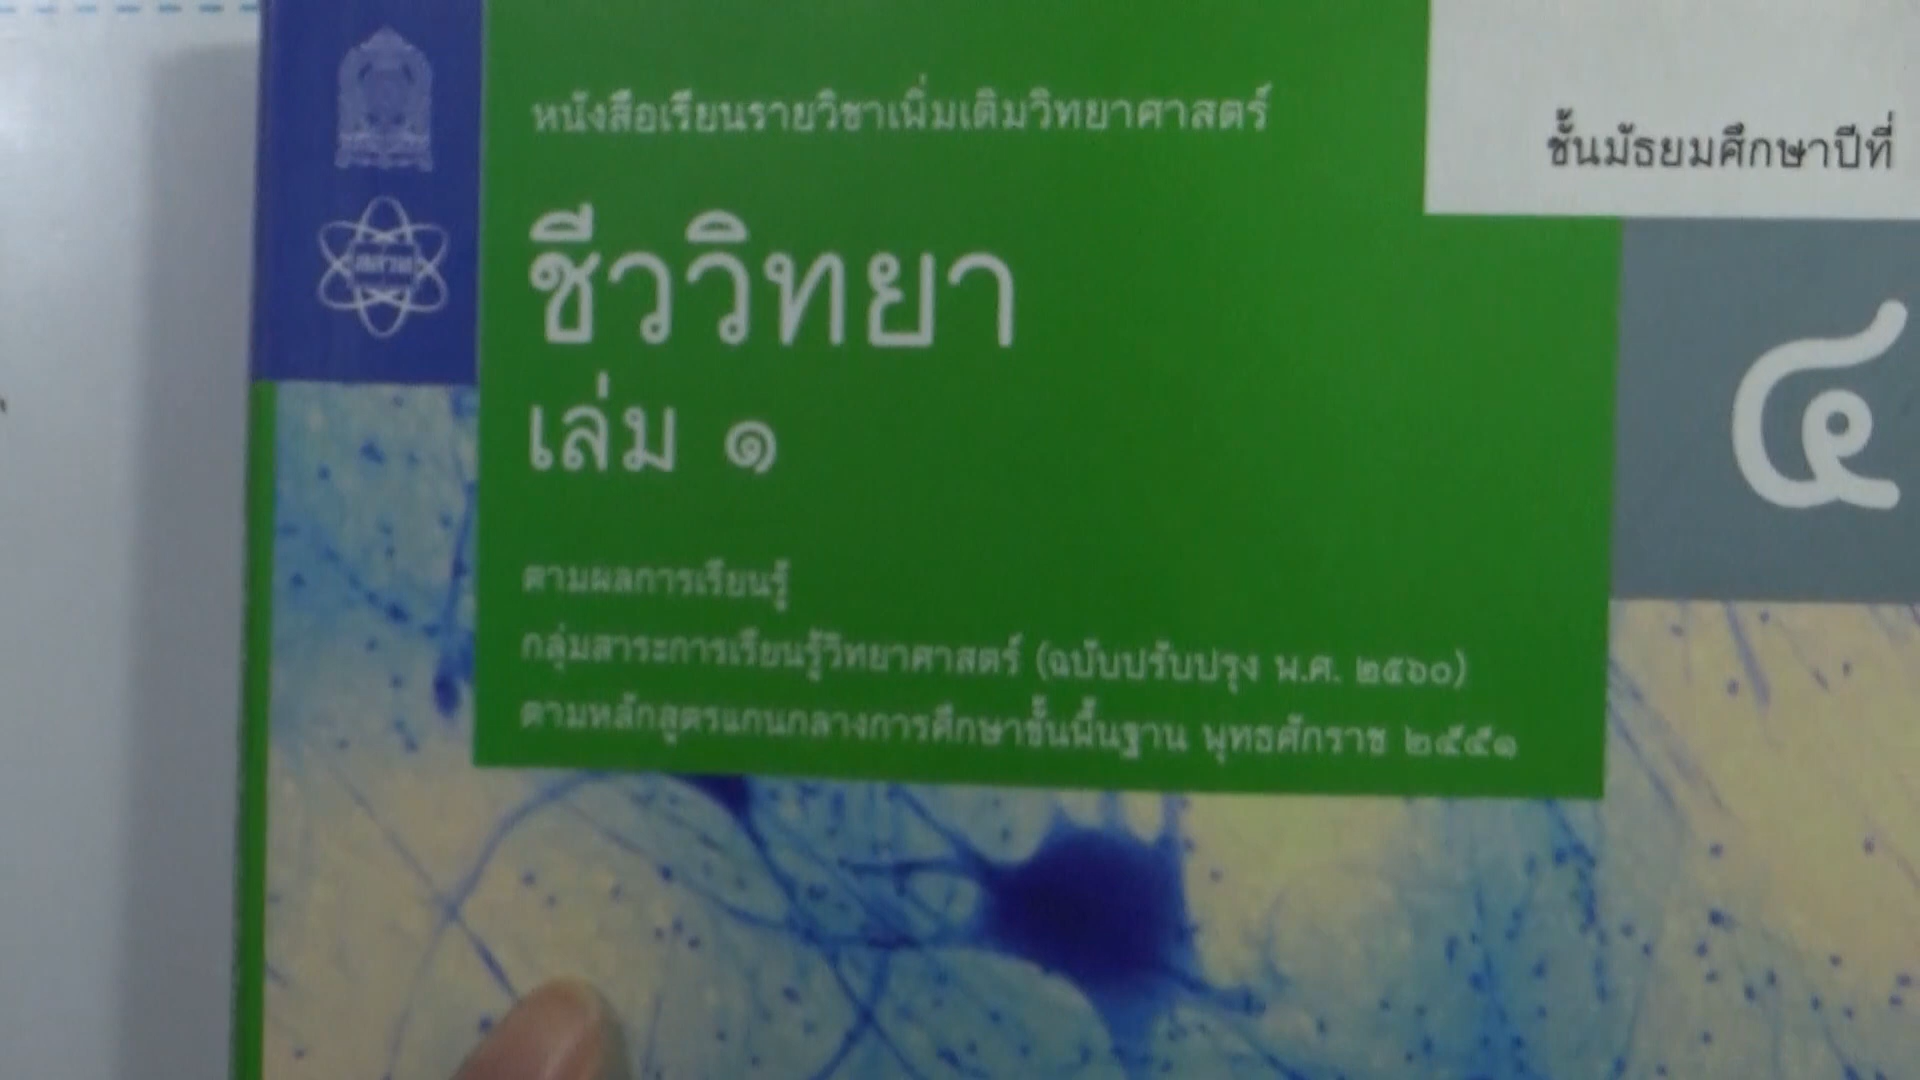 หนังสือเรียนรายวิชาเพิ่มเติมวิทยาศาสตร์
ชั้นมัธยมศึกษาปีที่
๔
ชีววิทยา
เล่ม ๑
สสวท
ตามผลการเรียนรู้
กลุ่มสาระการเรียนรู้วิทยาศาสตร์ (ฉบับปรับปรุง พ.ศ. ๒๕๖๐)
ตามหลักสูตรแกนกลางการศึกษาขั้นพื้นฐาน พุทธศักราช ๒๕๕๑